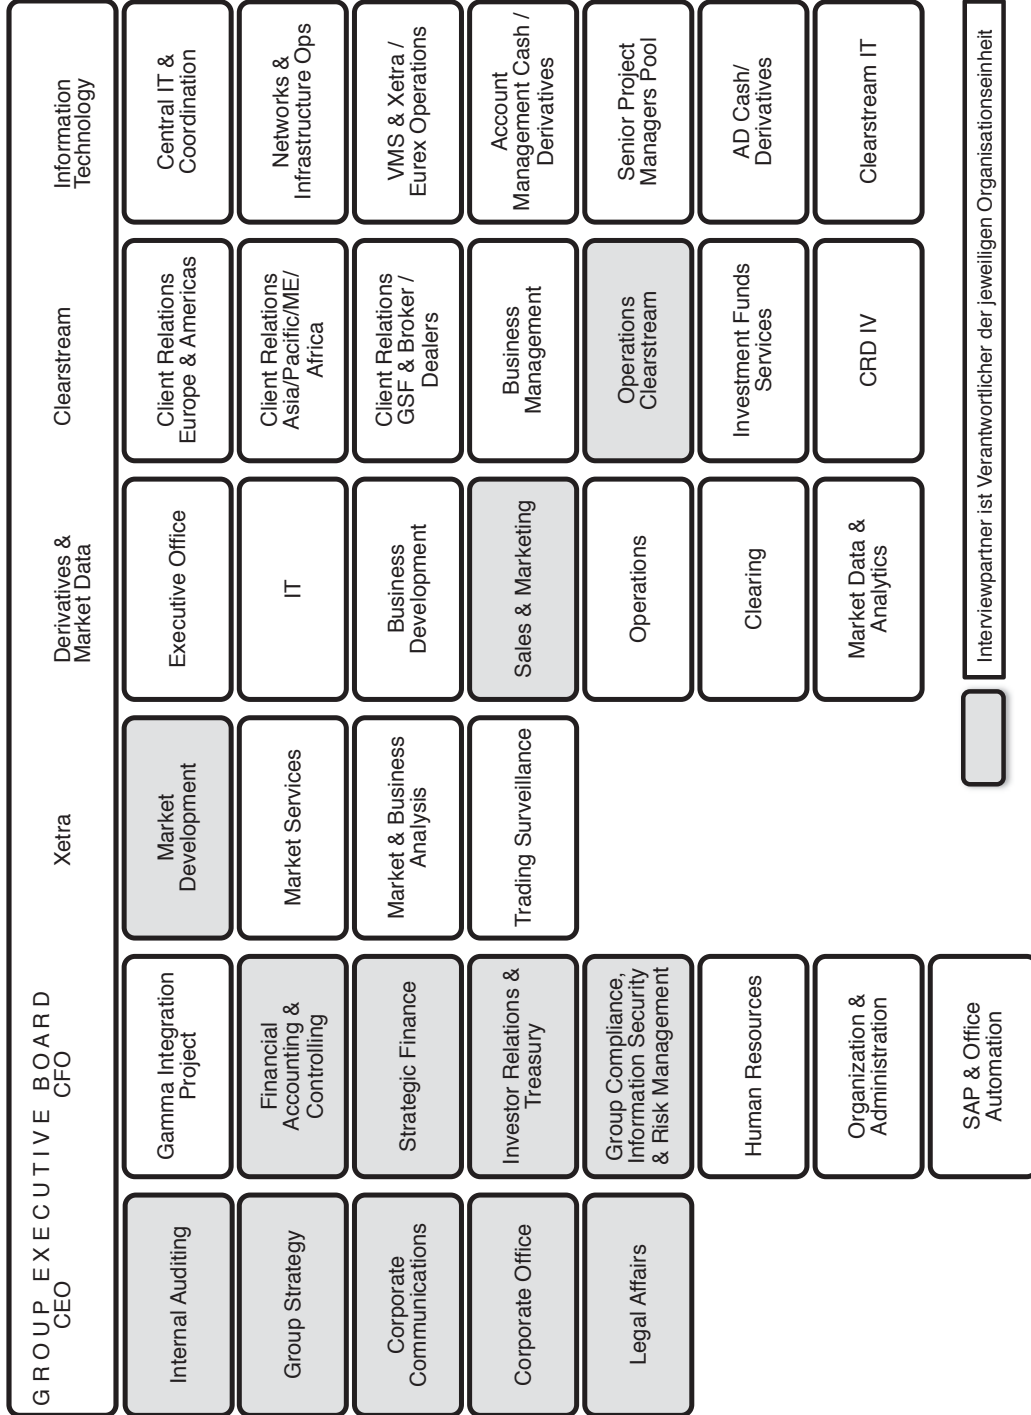 GROUP EXECUTIVE BOARD
CEO
CFO
Xetra
Derivatives &
Market Data
Clearstream
Information
Technology
Internal Auditing
Group Strategy
Corporate
Communications
Corporate Office
Legal Affairs
Gamma Integration
Project
Financial
Accounting &
Controlling
Strategic Finance
Investor Relations &
Treasury
Group Compliance,
Information Security
& Risk Management
Human Resources
Organization &
Administration
SAP & Office
Automation
Market
Development
Market Services
Market & Business
Analysis
Trading Surveillance
Executive Office
IT
Business
Development
Sales & Marketing
Operations
Clearing
Market Data &
Analytics
Client Relations
Europe & Americas
Client Relations
Asia/Pacific/ME/
Africa
Client Relations
GSF & Broker /
Dealers
Business
Management
Operations
Clearstream
Investment Funds
Services
CRD IV
Central IT &
Coordination
Networks &
Infrastructure Ops
VMS & Xetra /
Eurex Operations
Account
Management Cash /
Derivatives
Senior Project
Managers Pool
AD Cash/
Derivatives
Clearstream IT
Interviewpartner ist Verantwortlicher der jeweiligen Organisationseinheit